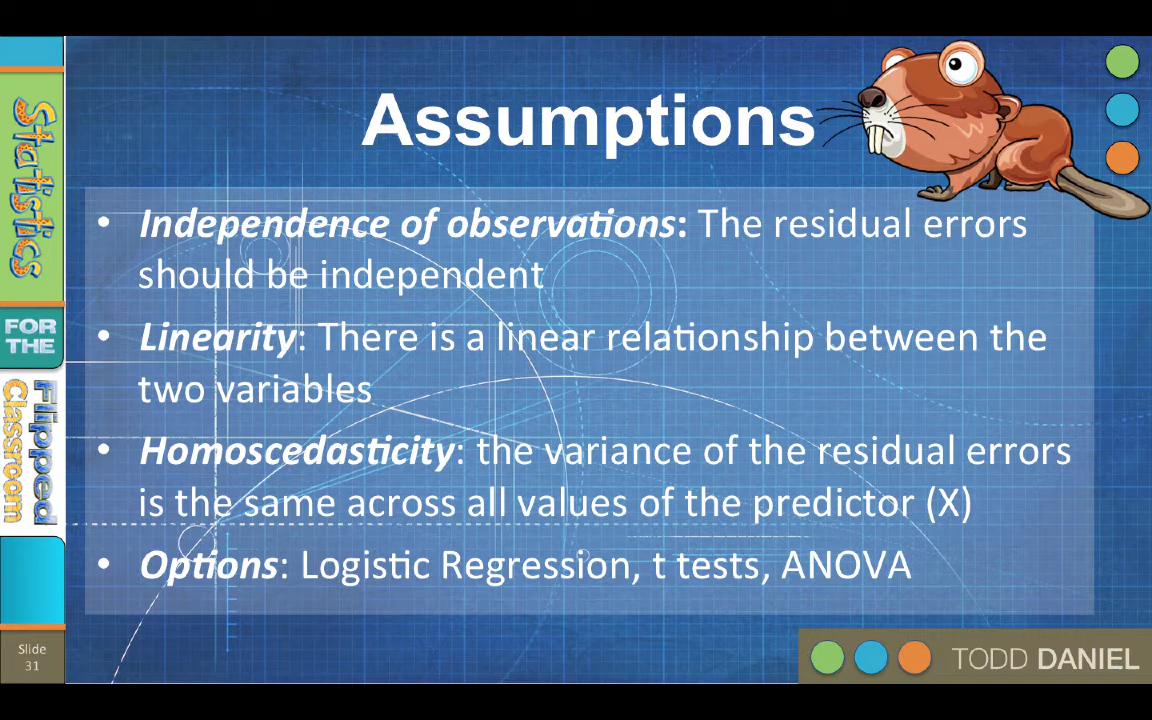 Assumptions
• Independence of observations: The residual errors
should be independent
• Linearity: There is a linear relationship between the
two variables
• Homoscedasticity: the variance of the residual errors
is the same across all values of the predictor (X)
• Options: Logistic Regression, t tests, ANOVA
Statistics
FOR
THE
Flipped
Classroom
Slide
31
TODD DANIEL